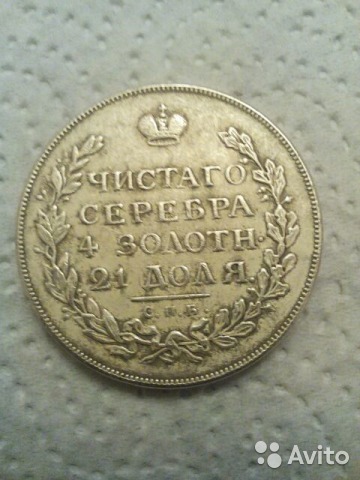 ЧИСТАГО
СЕРЕБРА
4 ЗОЛОТН.
21 ДОЛЯ.
С.П.Б.
Avito